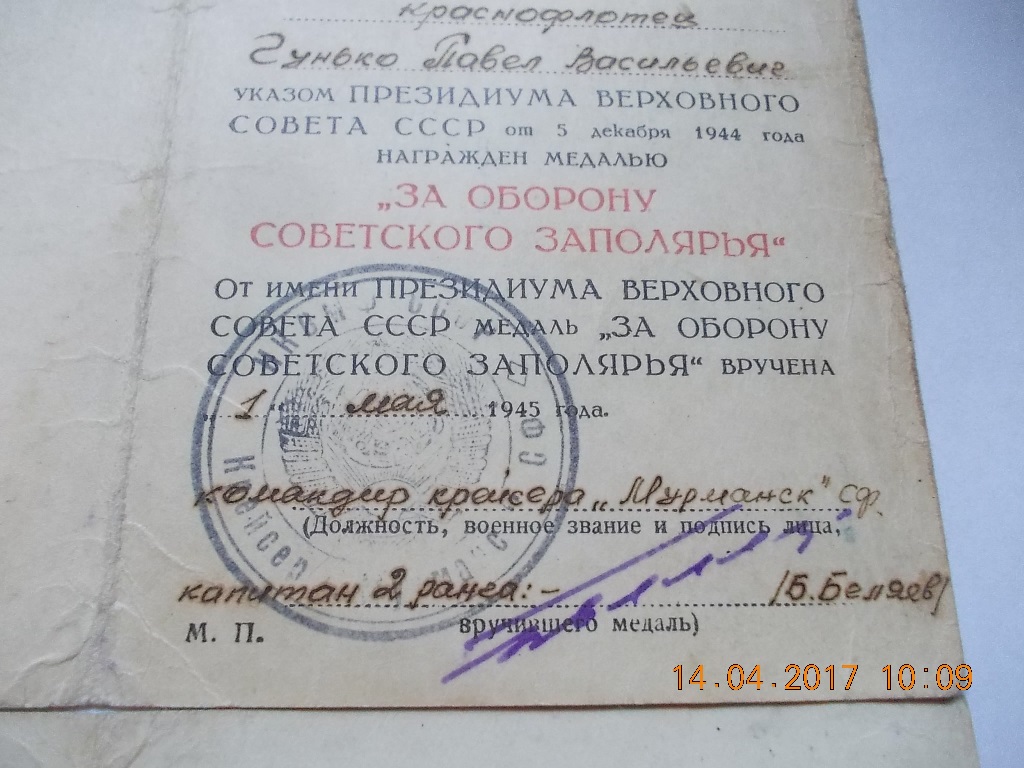 краснофлотец
Гунько Павел Васильевич
УКАЗОМ ПРЕЗИДИУМА ВЕРХОВНОГО
СОВЕТА СССР от 5 декабря 1944 года
НАГРАЖДЕН МЕДАЛЬЮ
„ЗА ОБОРОНУ
СОВЕТСКОГО ЗАПОЛЯРЬЯ“
От имени ПРЕЗИДИУМА ВЕРХОВНОГО
СОВЕТА СССР МЕДАЛЬ „ЗА ОБОРОНУ
СОВЕТСКОГО ЗАПОЛЯРЬЯ“ ВРУЧЕНА
„1“ мая 1945 года.
командир крейсера „Мурманск" СФ.
(Должность, военное звание и подпись лица,
капитан 2 ранга:- /Б. Беляев/
М. П. вручившего медаль)
14.04.2017 10:09